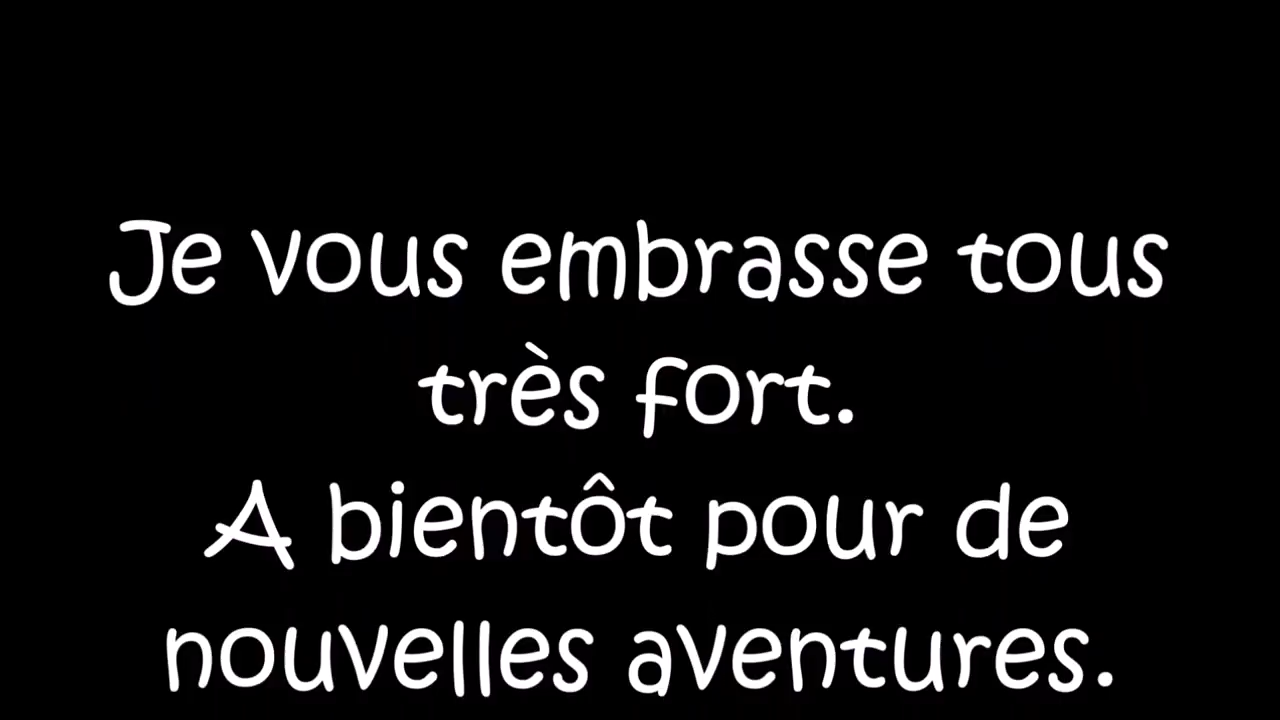 Je vous embrasse tous
très fort.
A bientôt pour de
nouvelles aventures.